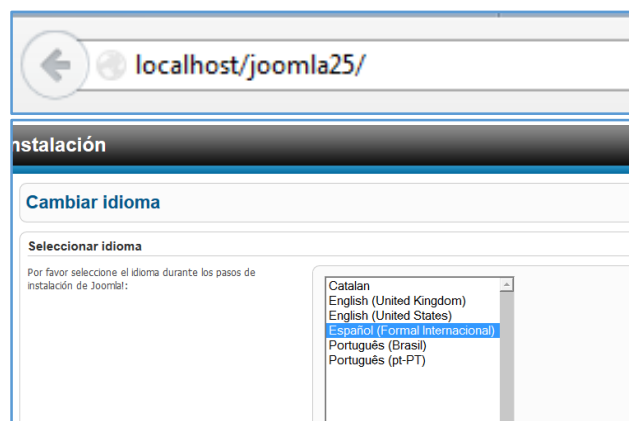 localhost/joomla25/
nstalación
Cambiar idioma
Seleccionar idioma
Por favor seleccione el idioma durante los pasos de
instalación de Joomla!:
Catalan
English (United Kingdom)
English (United States)
Español (Formal Internacional)
Português (Brasil)
Português (pt-PT)